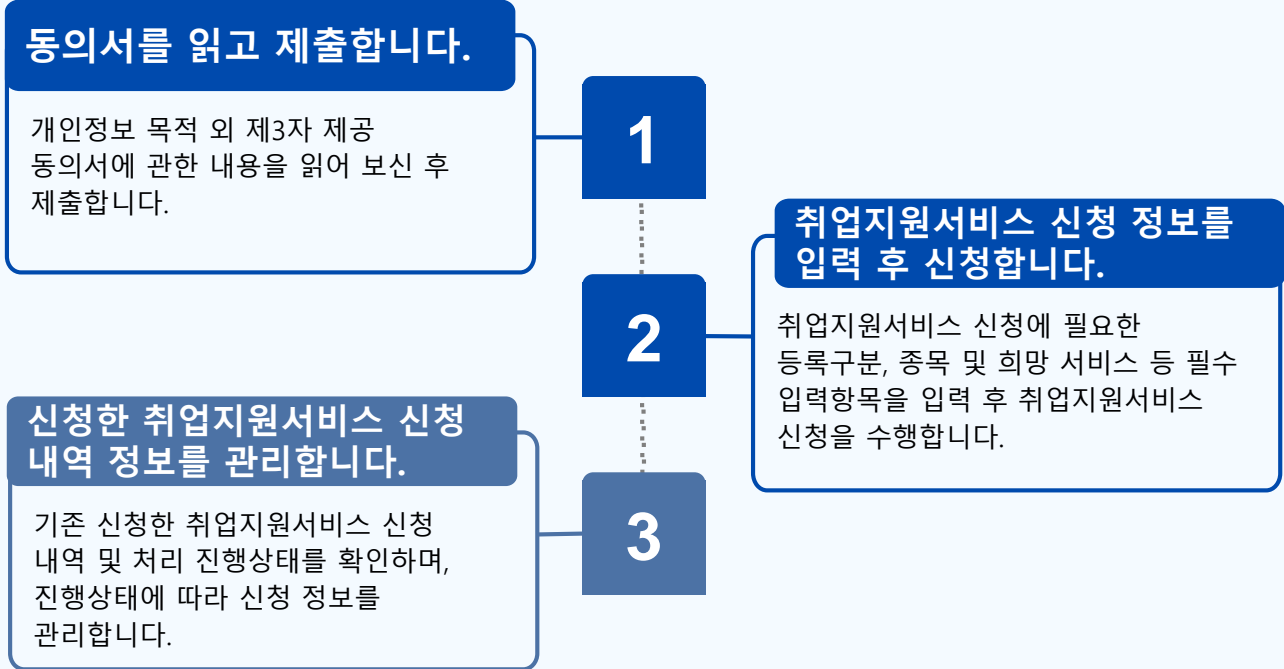 동의서를 읽고 제출합니다.
개인정보 목적 외 제3자 제공
동의서에 관한 내용을 읽어 보신 후
제출합니다.
1
취업지원서비스 신청 정보를
입력 후 신청합니다.
취업지원서비스 신청에 필요한
등록구분, 종목 및 희망 서비스 등 필수
입력항목을 입력 후 취업지원서비스
신청을 수행합니다.
2
신청한 취업지원서비스 신청
내역 정보를 관리합니다.
기존 신청한 취업지원서비스 신청
내역 및 처리 진행상태를 확인하며,
진행상태에 따라 신청 정보를
관리합니다.
3